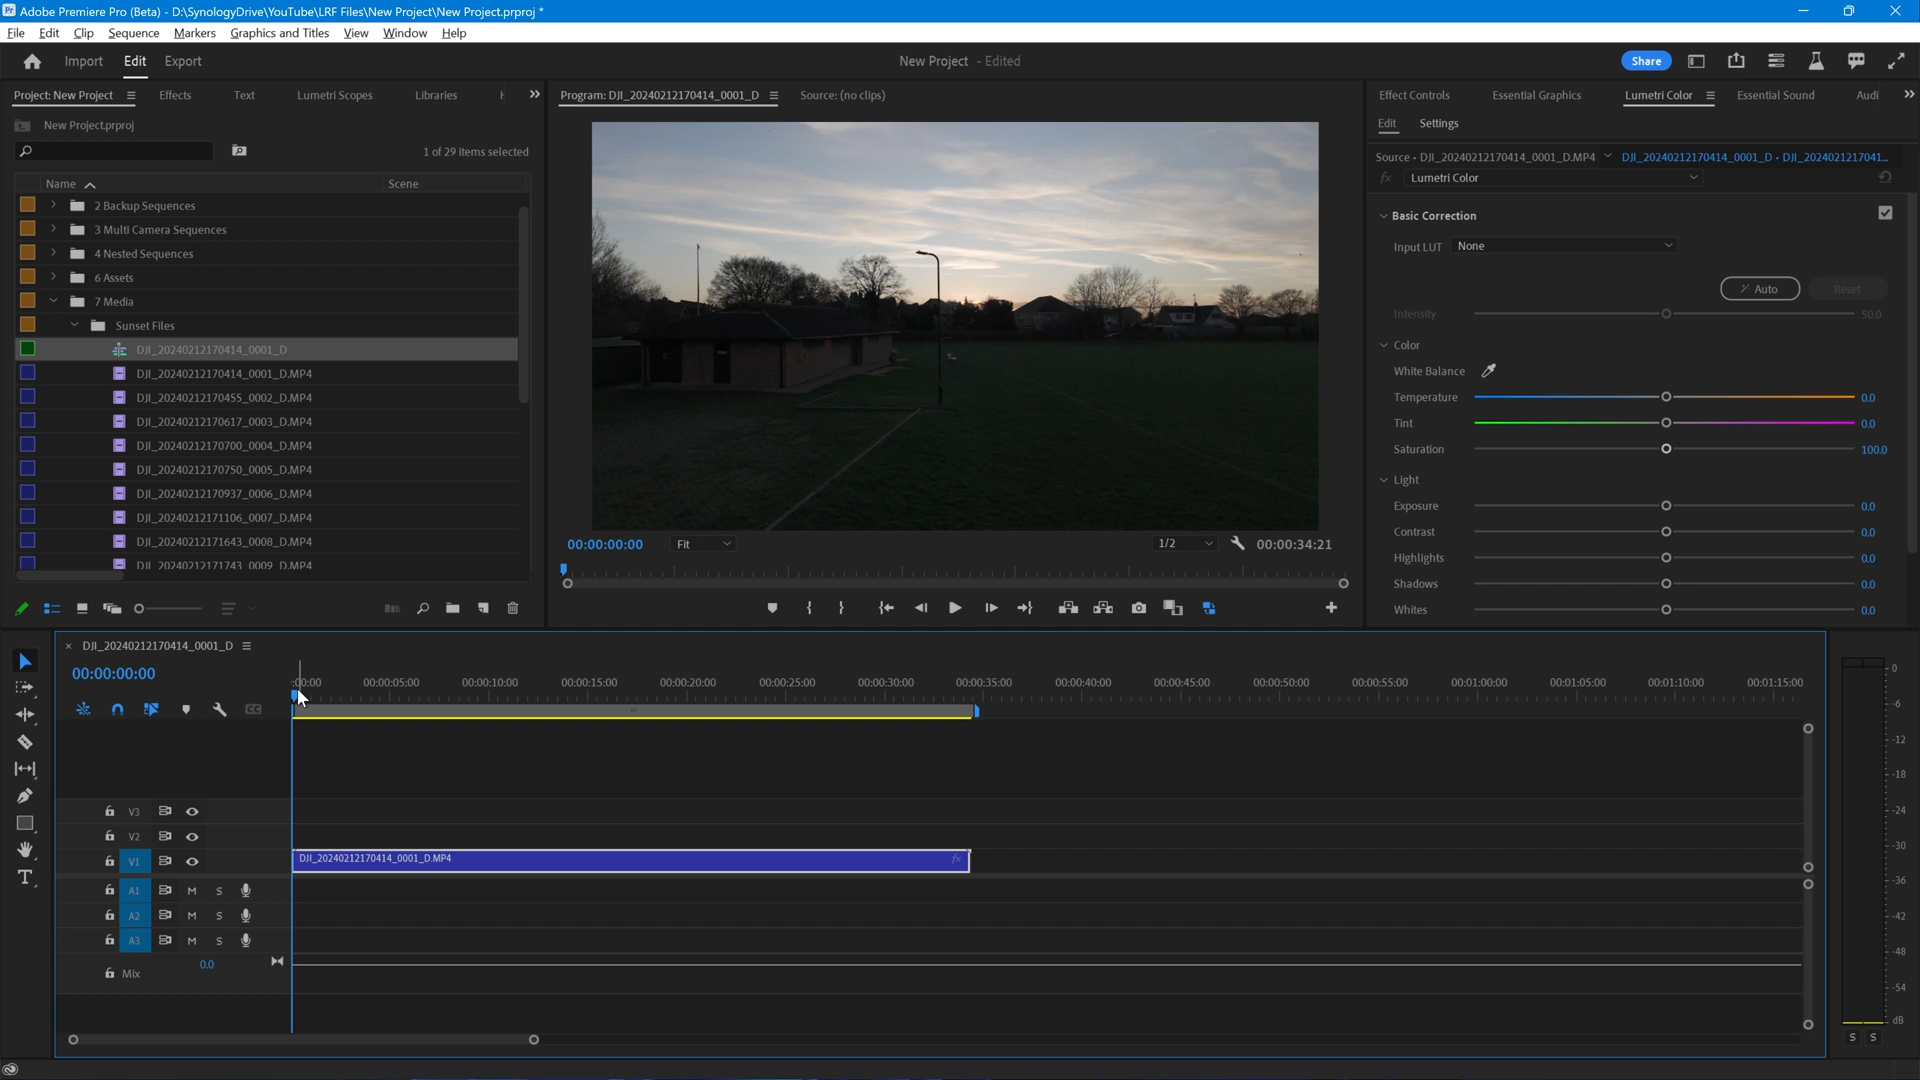 Pr Adobe Premiere Pro (Beta) - D:\SynologyDrive\YouTube\LRF Files\New Project\New Project.prproj *
File Edit Clip Sequence Markers Graphics and Titles View Window Help
Import Edit Export
New Project - Edited
Share
Project: New Project Effects Text Lumetri Scopes Libraries
Program: DJI_20240212170414_0001_D Source: (no clips)
Effect Controls Essential Graphics Lumetri Color Essential Sound Audi
New Project.prproj
Edit Settings
1 of 29 items selected
Source • DJI_20240212170414_0001_D.MP4 DJI_20240212170414_0001_D • DJI_2024021217041...
fx Lumetri Color
Name Scene
2 Backup Sequences
3 Multi Camera Sequences
4 Nested Sequences
6 Assets
7 Media
Sunset Files
DJI_20240212170414_0001_D
DJI_20240212170414_0001_D.MP4
DJI_20240212170455_0002_D.MP4
DJI_20240212170617_0003_D.MP4
DJI_20240212170700_0004_D.MP4
DJI_20240212170750_0005_D.MP4
DJI_20240212170937_0006_D.MP4
DJI_20240212171106_0007_D.MP4
DJI_20240212171643_0008_D.MP4
DJI_20240212171743_0009_D.MP4
Basic Correction
Input LUT None
Auto Reset
Intensity 50.0
Color
White Balance
Temperature 0.0
Tint 0.0
Saturation 100.0
Light
Exposure 0.0
Contrast 0.0
Highlights 0.0
Shadows 0.0
Whites 0.0
00:00:00:00 Fit 1/2 00:00:34:21
DJI_20240212170414_0001_D
00:00:00:00
:00:00 00:00:05:00 00:00:10:00 00:00:15:00 00:00:20:00 00:00:25:00 00:00:30:00 00:00:35:00 00:00:40:00 00:00:45:00 00:00:50:00 00:00:55:00 00:01:00:00 00:01:05:00 00:01:10:00 00:01:15:00
CC
V3
V2
V1
DJI_20240212170414_0001_D.MP4 fx
A1 M S
A2 M S
A3 M S
Mix 0.0
0
-6
-12
-18
-24
-30
-36
-42
-48
-54
dB
S S